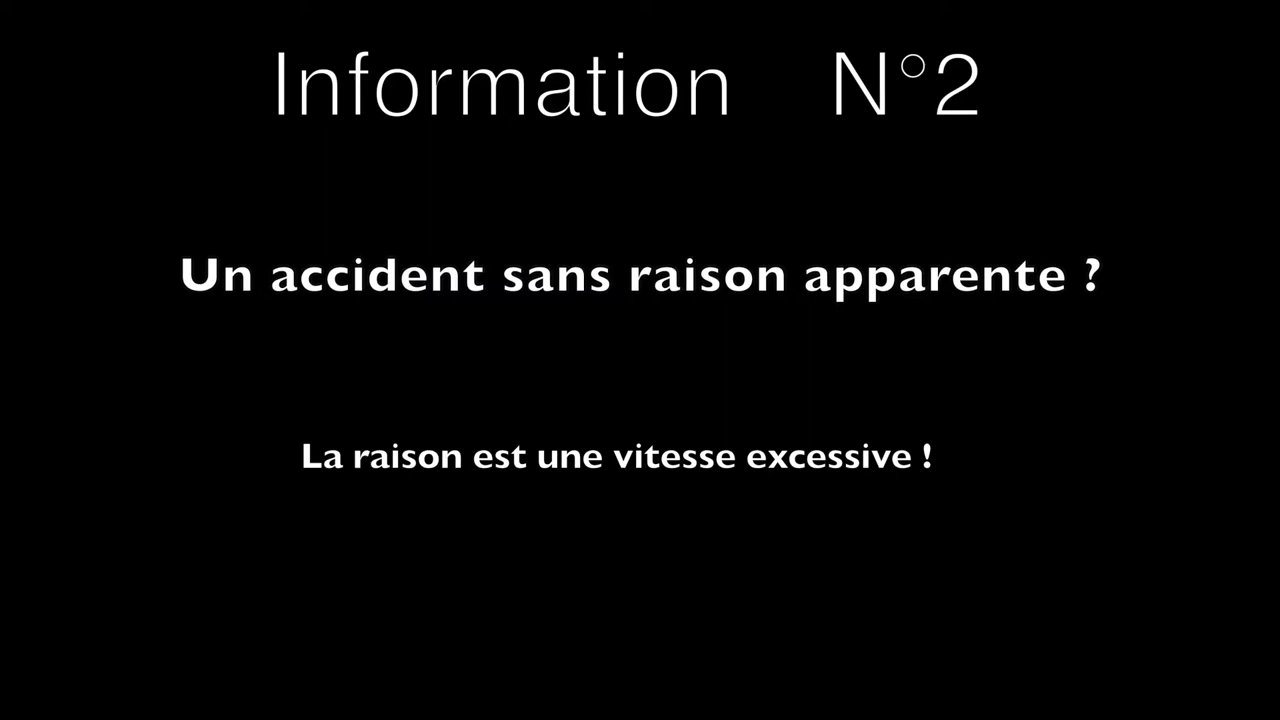 Information N°2
Un accident sans raison apparente ?
La raison est une vitesse excessive !